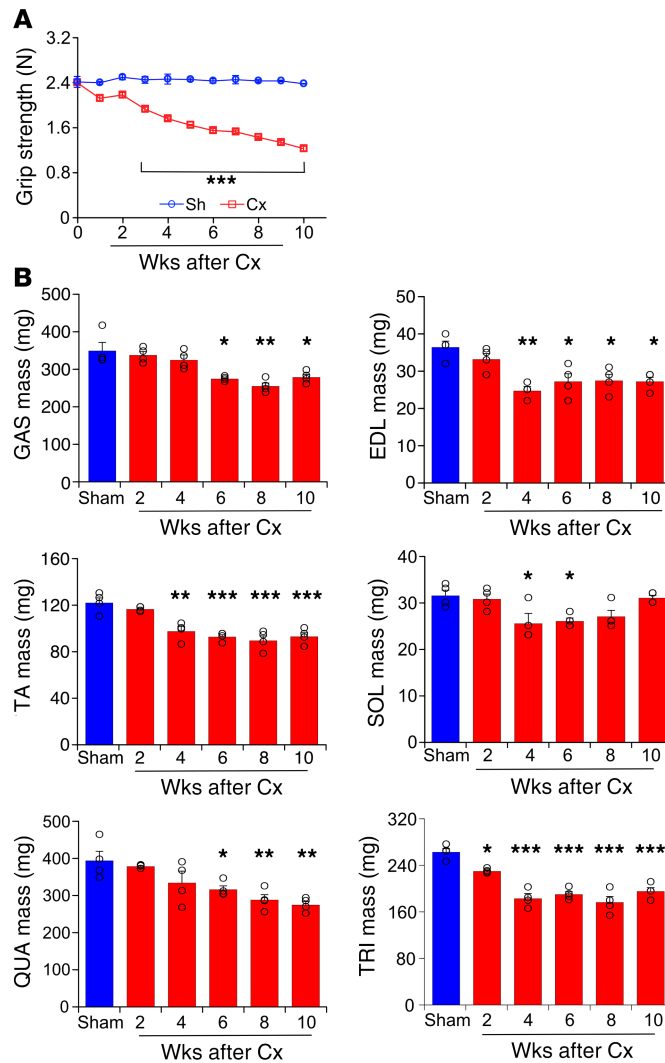 A
Grip strength (N)
3.2
2.4
1.6
0.8
0
***
Sh Cx
0 2 4 6 8 10
Wks after Cx
B
GAS mass (mg)
500
400
300
200
100
0
* ** *
Sham 2 4 6 8 10
Wks after Cx
EDL mass (mg)
50
40
30
20
10
0
** * * *
Sham 2 4 6 8 10
Wks after Cx
TA mass (mg)
160
120
80
40
0
** *** *** ***
Sham 2 4 6 8 10
Wks after Cx
SOL mass (mg)
40
30
20
10
0
* *
Sham 2 4 6 8 10
Wks after Cx
QUA mass (mg)
500
400
300
200
100
0
* ** **
Sham 2 4 6 8 10
Wks after Cx
TRI mass (mg)
320
240
160
80
0
* *** *** *** ***
Sham 2 4 6 8 10
Wks after Cx